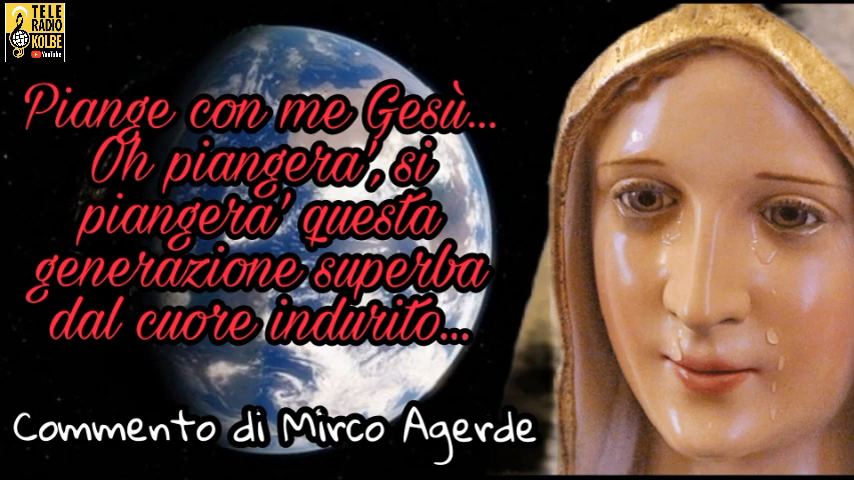 TELE
RADIO
KOLBE
YouTube
Piange con me Gesù...
Oh piangera', si
piangera' questa
generazione superba
dal cuore indurito...
Commento di Mirco Agerde